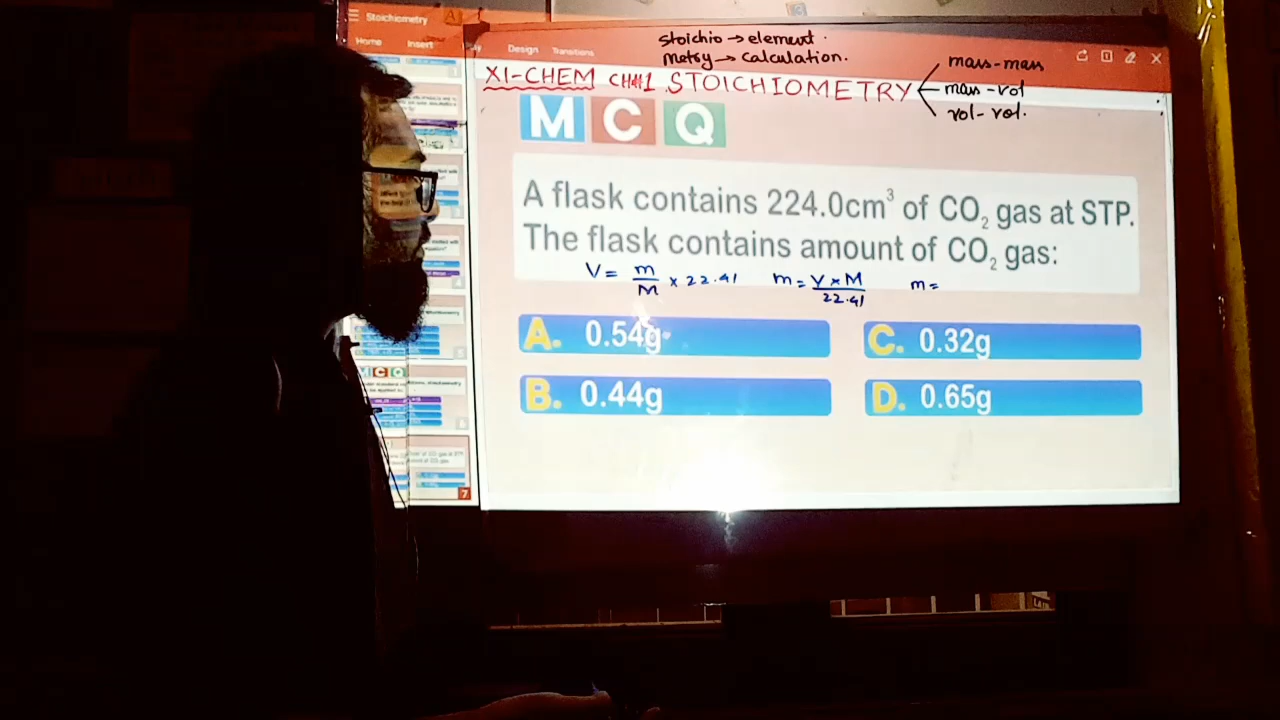 Stoichiometry
Home Insert Design Transitions
stoichio → element.
metry → calculation.
XI-CHEM CH#1 STOICHIOMETRY
mass-mass
mass-vol
vol-vol.
MCQ
A flask contains 224.0cm³ of CO₂ gas at STP.
The flask contains amount of CO₂ gas:
V = m/M × 22.41 m = V×M/22.41 m =
A. 0.54g
C. 0.32g
B. 0.44g
D. 0.65g
7